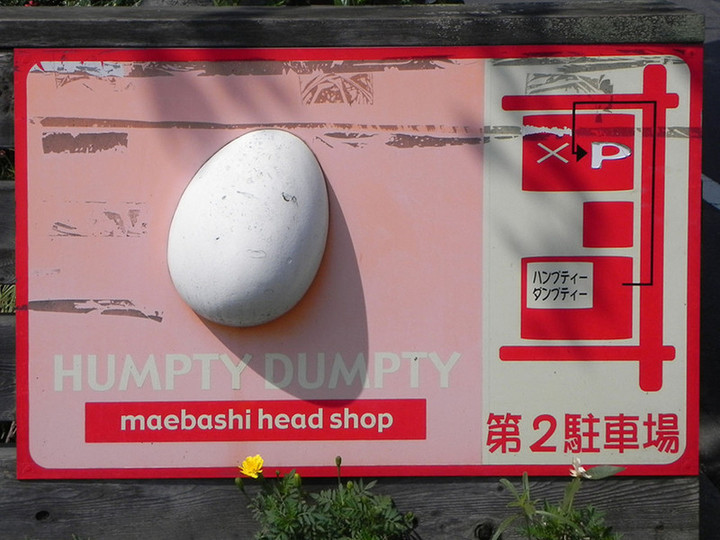 HUMPTY DUMPTY
maebashi head shop
× P
ハンプティー
ダンプティー
第2駐車場